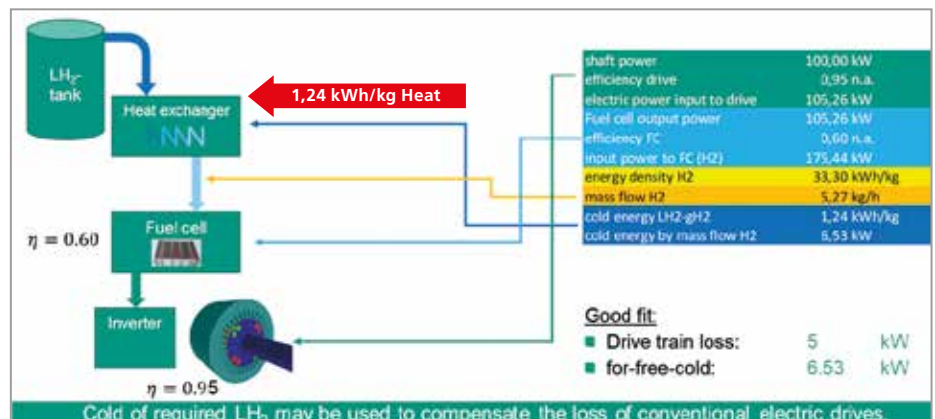 LH₂-
tank
Heat exchanger
1,24 kWh/kg Heat
Fuel cell
η = 0.60
Inverter
η = 0.95
shaft power 100,00 kW
efficiency drive 0,95 n.a.
electric power input to drive 105,26 kW
Fuel cell output power 105,26 kW
efficiency FC 0,60 n.a.
input power to FC (H2) 175,44 kW
energy density H2 33,30 kWh/kg
mass flow H2 5,27 kg/h
cold energy LH2-gH2 1,24 kWh/kg
cold energy by mass flow H2 6,53 kW
Good fit:
Drive train loss: 5 kW
for-free-cold: 6.53 kW
Cold of required LH₂ may be used to compensate the loss of conventional electric drives